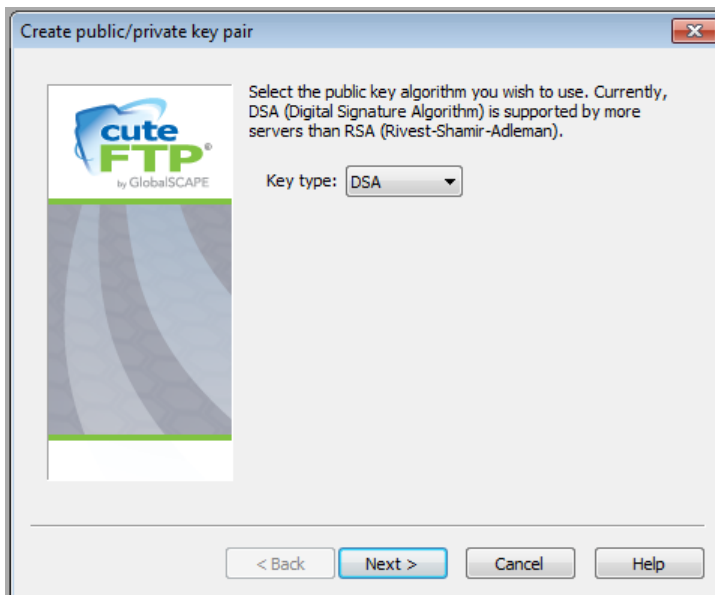 Create public/private key pair
Select the public key algorithm you wish to use. Currently,
DSA (Digital Signature Algorithm) is supported by more
servers than RSA (Rivest-Shamir-Adleman).
cute
FTP®
by GlobalSCAPE
Key type: DSA
< Back Next > Cancel Help